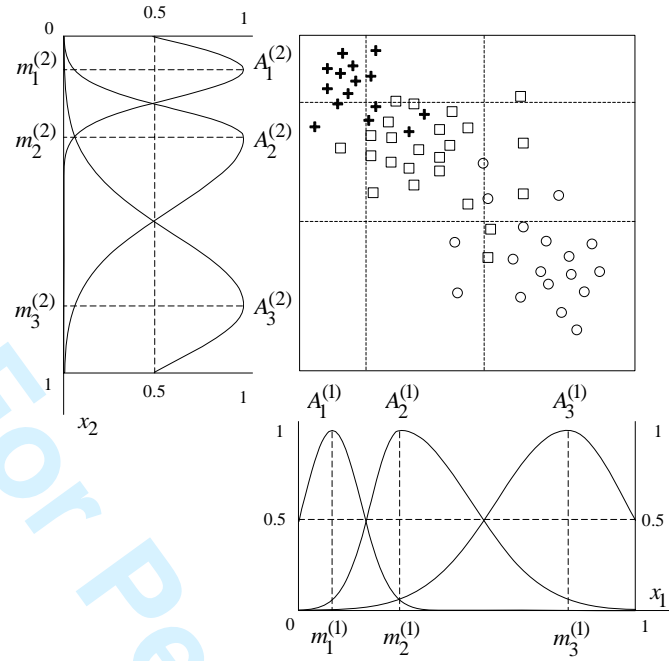 0 0.5 1
m_1^{(2)} A_1^{(2)}
m_2^{(2)} A_2^{(2)}
m_3^{(2)} A_3^{(2)}
1 0.5 1
x_2
A_1^{(1)} A_2^{(1)} A_3^{(1)}
1 1
0.5 0.5
x_1
0 1
m_1^{(1)} m_2^{(1)} m_3^{(1)}
For Pe